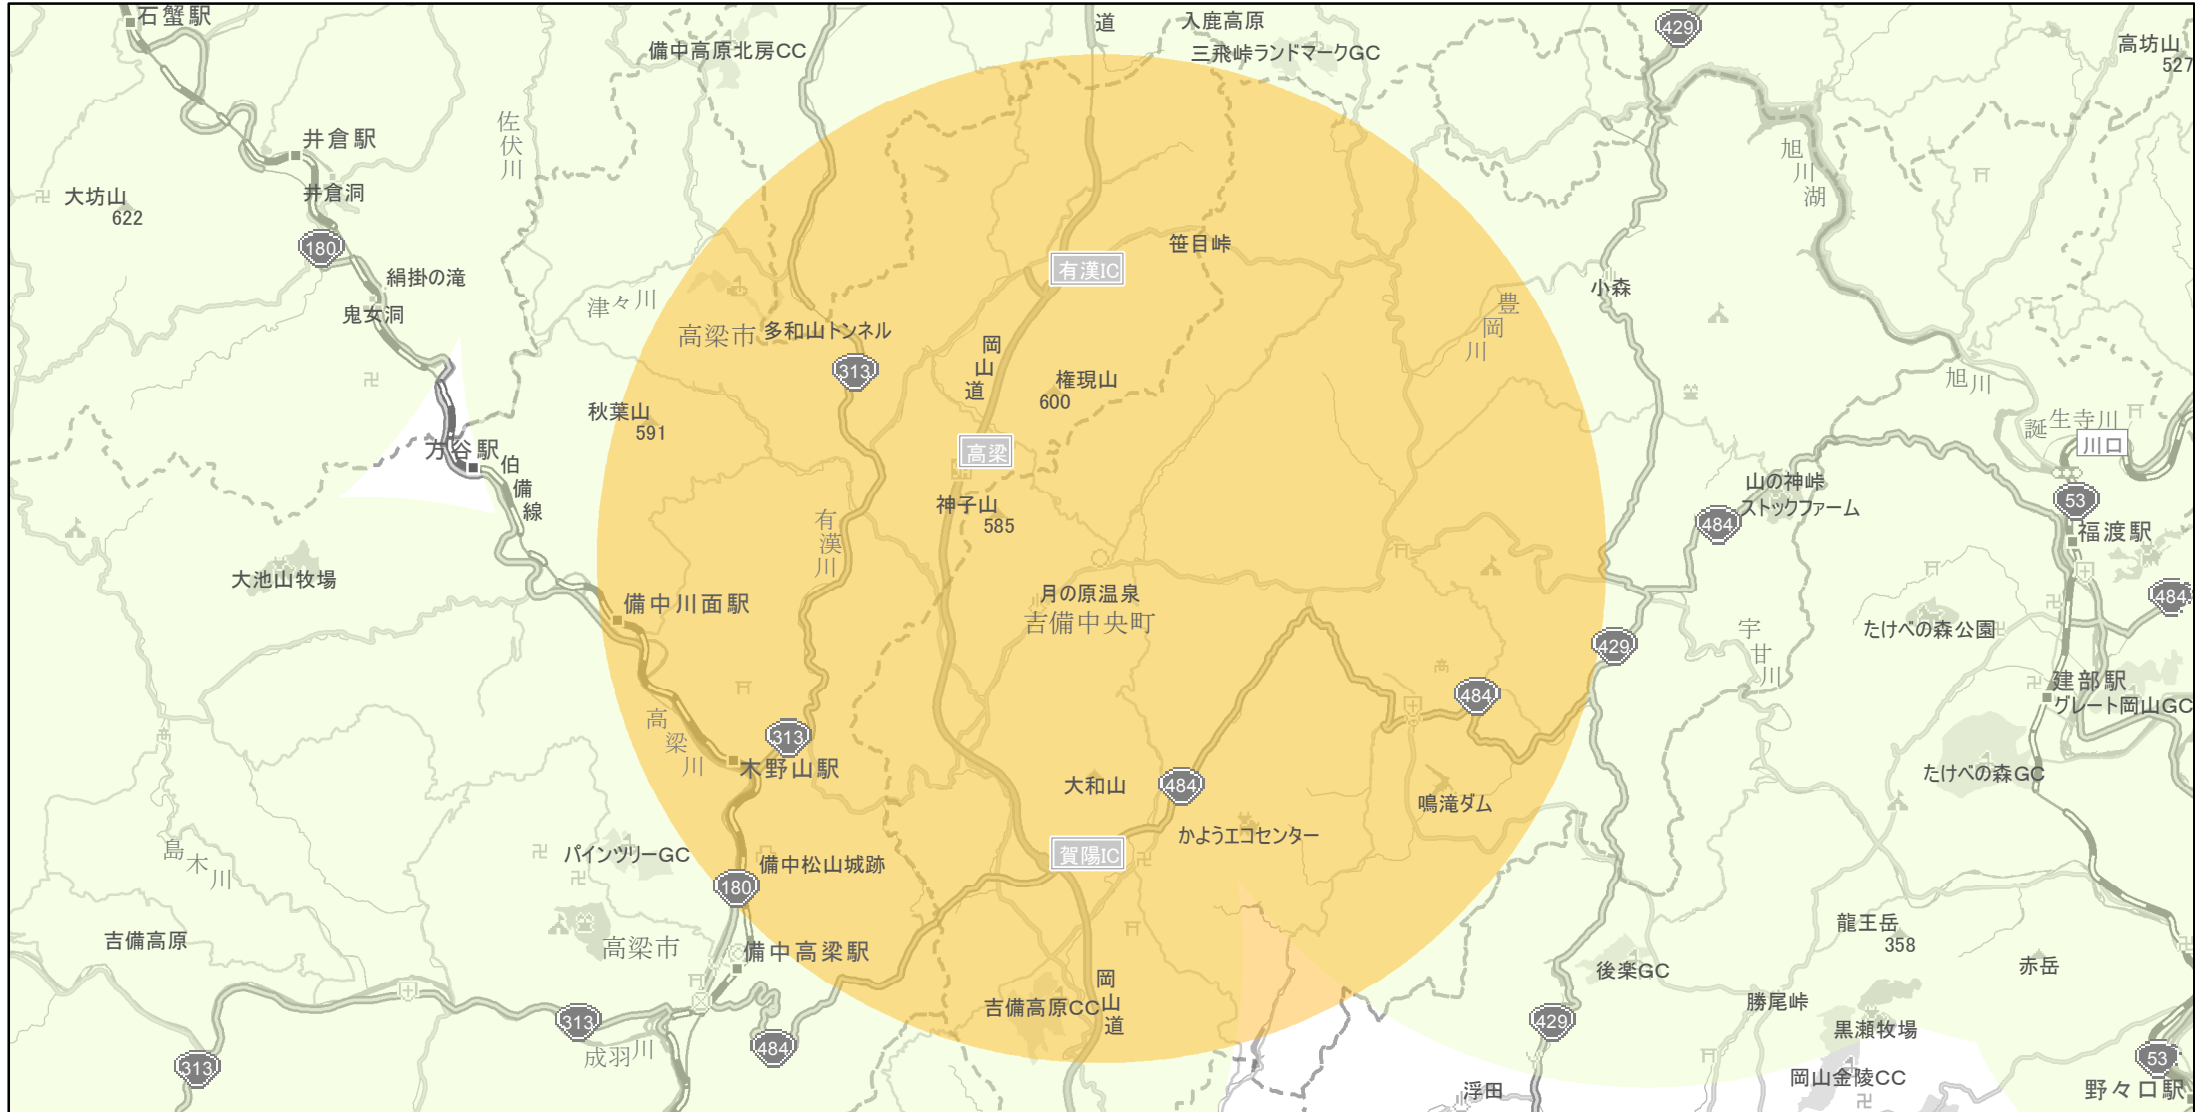 石蟹駅
道
入鹿高原
429
高坊山
527
備中高原北房CC
三飛峠ランドマークGC
佐伏川
井倉駅
旭川湖
大坊山
622
井倉洞
180
笹目峠
有漢IC
絹掛の滝
鬼女洞
津々川
高梁市
多和山トンネル
豊岡川
小森
313
岡山道
権現山
600
旭川
秋葉山
591
誕生寺川
川口
方谷駅
伯備線
高梁
山の神峠
ストックファーム
484
53
福渡駅
神子山
585
有漢川
大池山牧場
備中川面駅
月の原温泉
吉備中央町
484
たけべの森公園
宇甘川
429
建部駅
グレート岡山GC
484
高梁川
313
木野山駅
大和山
484
鳴滝ダム
たけべの森GC
かようエコセンター
島木川
パインツリーGC
賀陽IC
備中松山城跡
180
吉備高原
高梁市
備中高梁駅
龍王岳
358
後楽GC
赤岳
吉備高原CC
岡山道
勝尾峠
黒瀬牧場
313
429
484
成羽川
313
53
岡山金陵CC
浮田
野々口駅